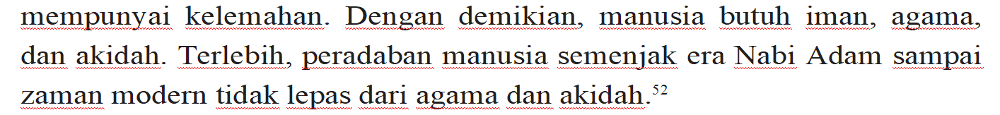 mempunyai kelemahan. Dengan demikian, manusia butuh iman, agama,
dan akidah. Terlebih, peradaban manusia semenjak era Nabi Adam sampai
zaman modern tidak lepas dari agama dan akidah.52